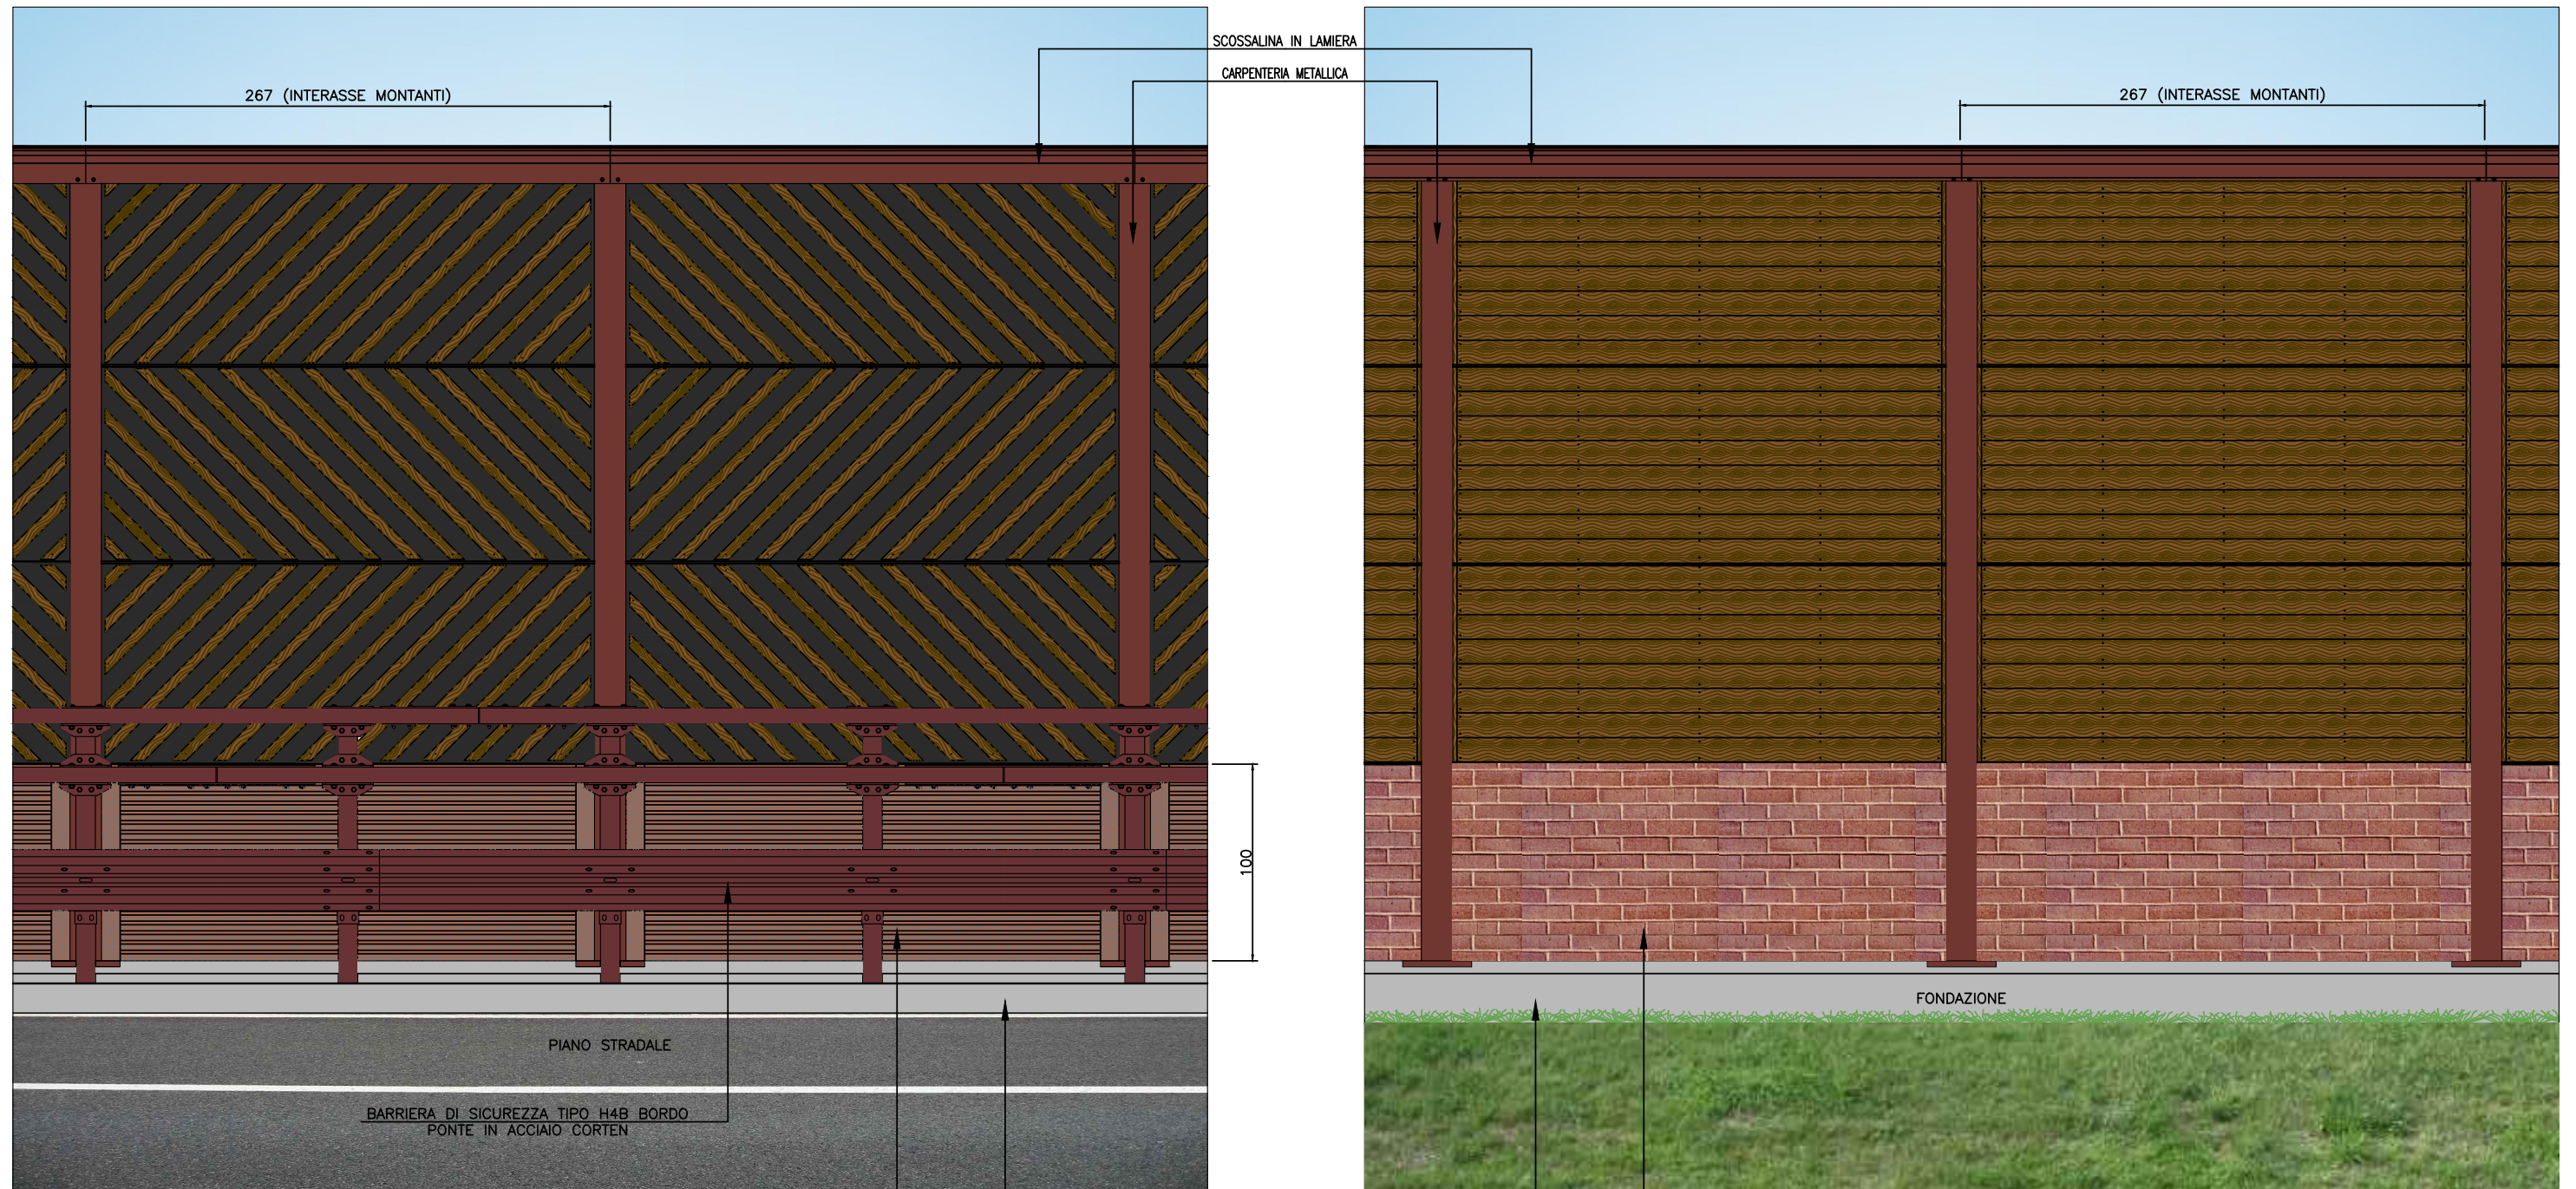 SCOSSALINA IN LAMIERA
CARPENTERIA METALLICA
267 (INTERASSE MONTANTI)
267 (INTERASSE MONTANTI)
100
FONDAZIONE
PIANO STRADALE
BARRIERA DI SICUREZZA TIPO H4B BORDO
PONTE IN ACCIAIO CORTEN